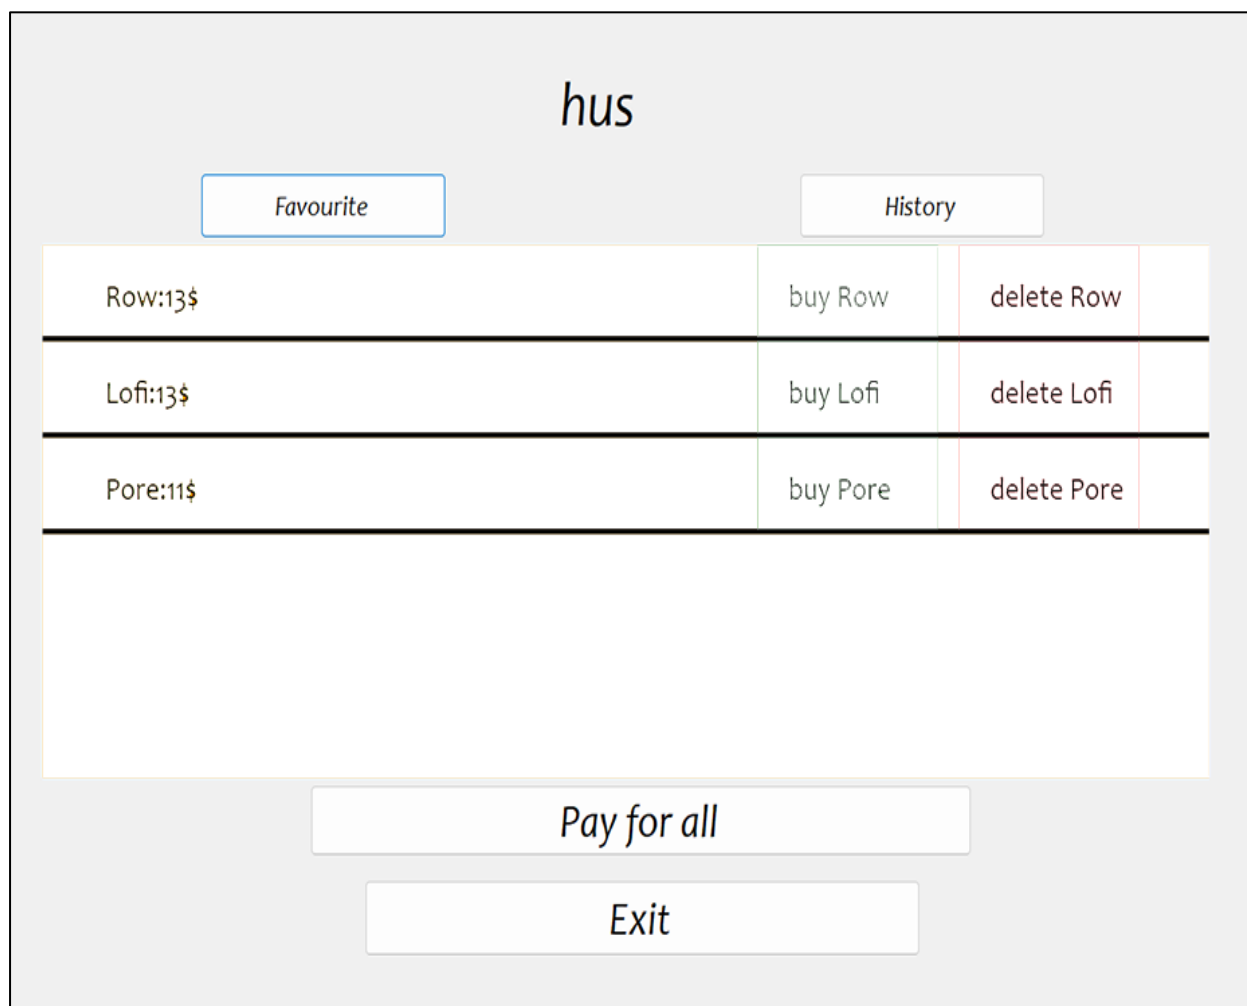 hus
Favourite History
Row:13$ buy Row delete Row
Lofi:13$ buy Lofi delete Lofi
Pore:11$ buy Pore delete Pore
Pay for all
Exit